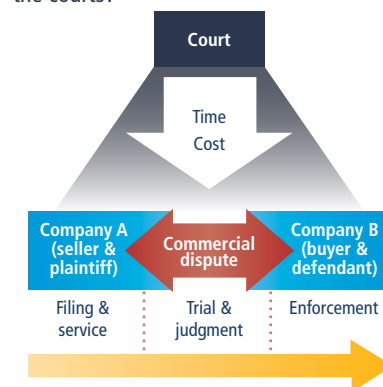 the courts?
Court
Time
Cost
Company A
(seller &
plaintiff)
Commercial
dispute
Company B
(buyer &
defendant)
Filing &
service
Trial &
judgment
Enforcement